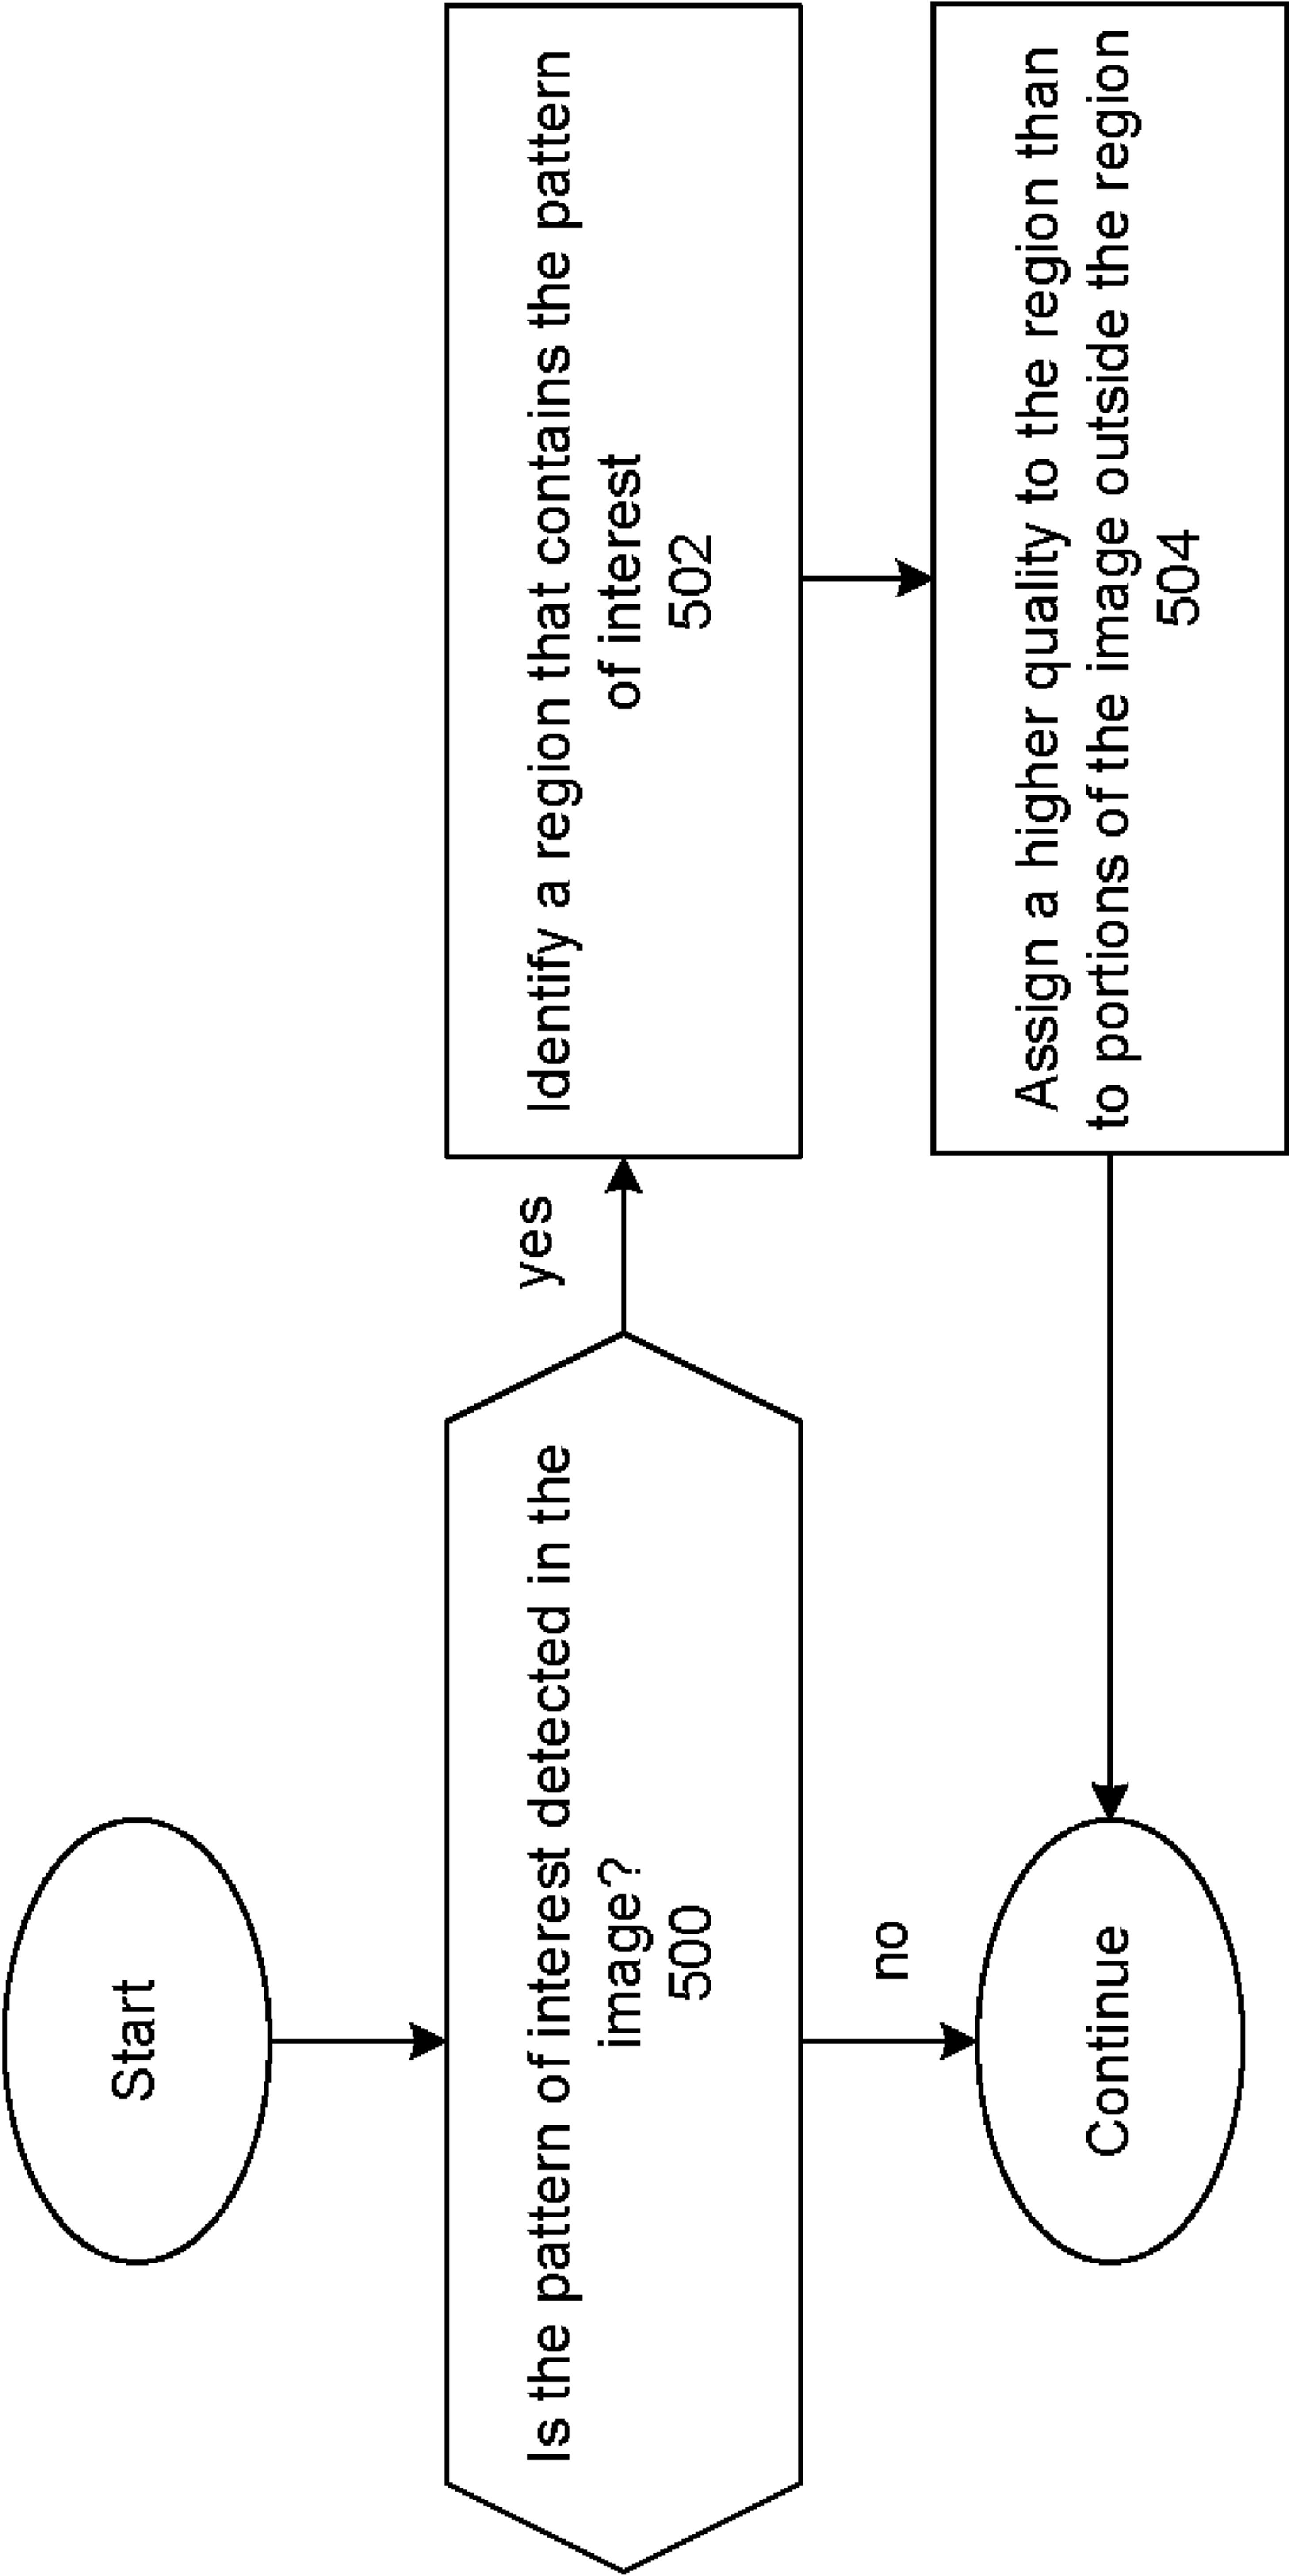 Start
Is the pattern of interest detected in the
image?
500
yes
Identify a region that contains the pattern
of interest
502
no
Assign a higher quality to the region than
to portions of the image outside the region
504
Continue